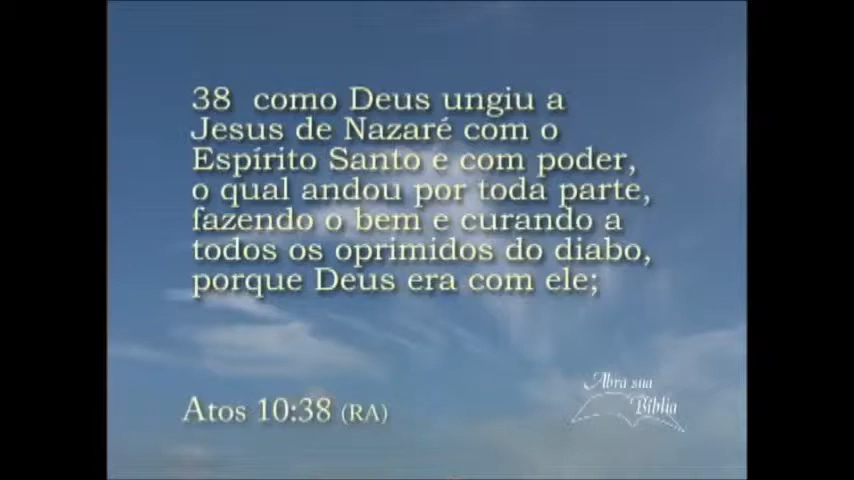 38 como Deus ungiu a
Jesus de Nazaré com o
Espírito Santo e com poder,
o qual andou por toda parte,
fazendo o bem e curando a
todos os oprimidos do diabo,
porque Deus era com ele;
Atos 10:38 (RA)
Abra sua
Bíblia